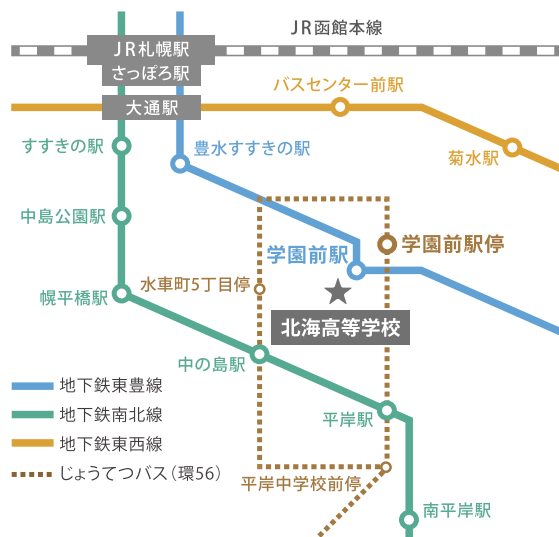 JR函館本線
JR札幌駅
さっぽろ駅
大通駅
バスセンター前駅
すすきの駅
豊水すすきの駅
菊水駅
中島公園駅
学園前駅停
学園前駅
水車町5丁目停
幌平橋駅
北海高等学校
中の島駅
地下鉄東豊線
地下鉄南北線
平岸駅
地下鉄東西線
じょうてつバス（環56）
平岸中学校前停
南平岸駅